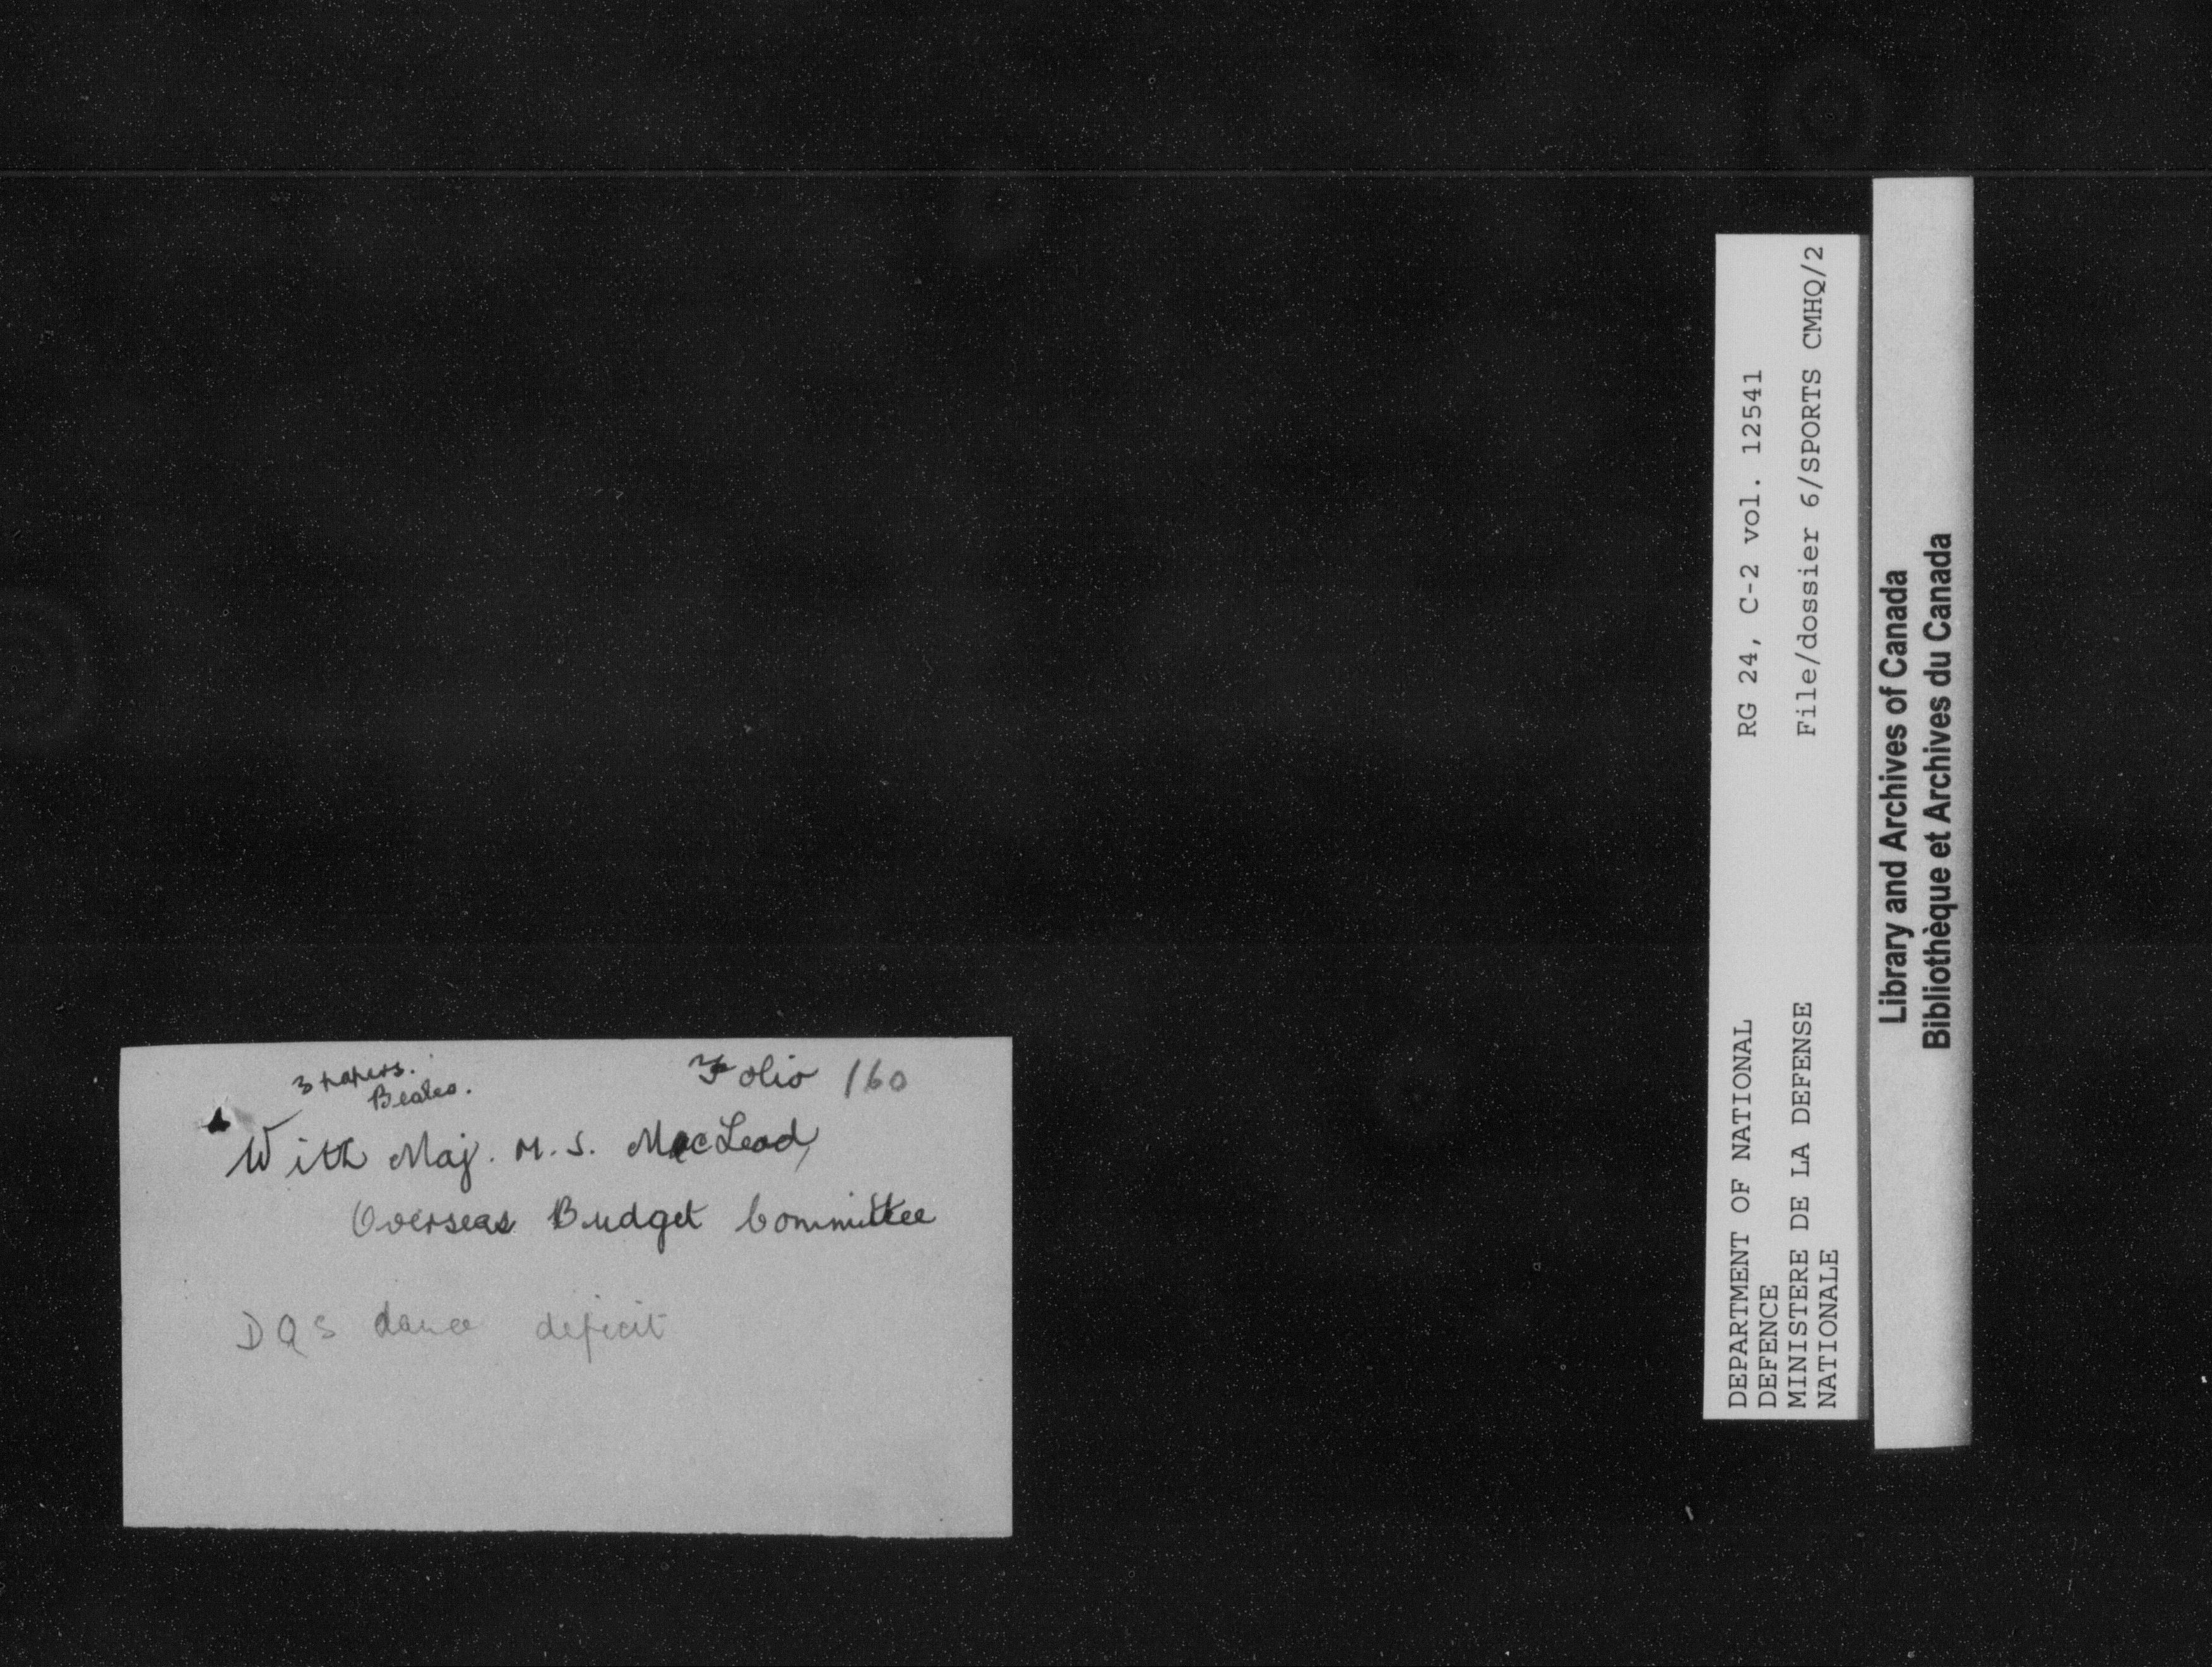 3 papers.
Beales.
Folio 160
With Maj. M. S. MacLeod,
Overseas Budget Committee
DQS dance deficit
DEPARTMENT OF NATIONAL
DEFENCE
MINISTERE DE LA DEFENSE
NATIONALE
RG 24, C-2 vol. 12541
File/dossier 6/SPORTS CMHQ/2
Library and Archives of Canada
Bibliothèque et Archives du Canada